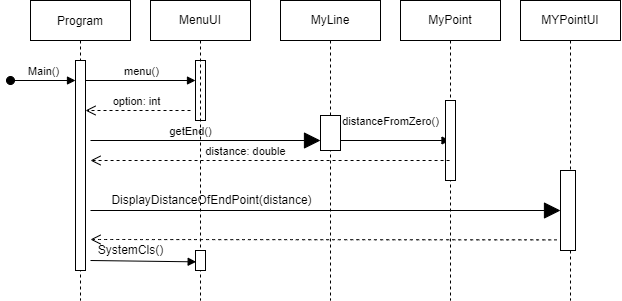 Program
MenuUI
MyLine
MyPoint
MYPointUI
Main()
menu()
option: int
getEnd()
distanceFromZero()
distance: double
DisplayDistanceOfEndPoint(distance)
SystemCls()